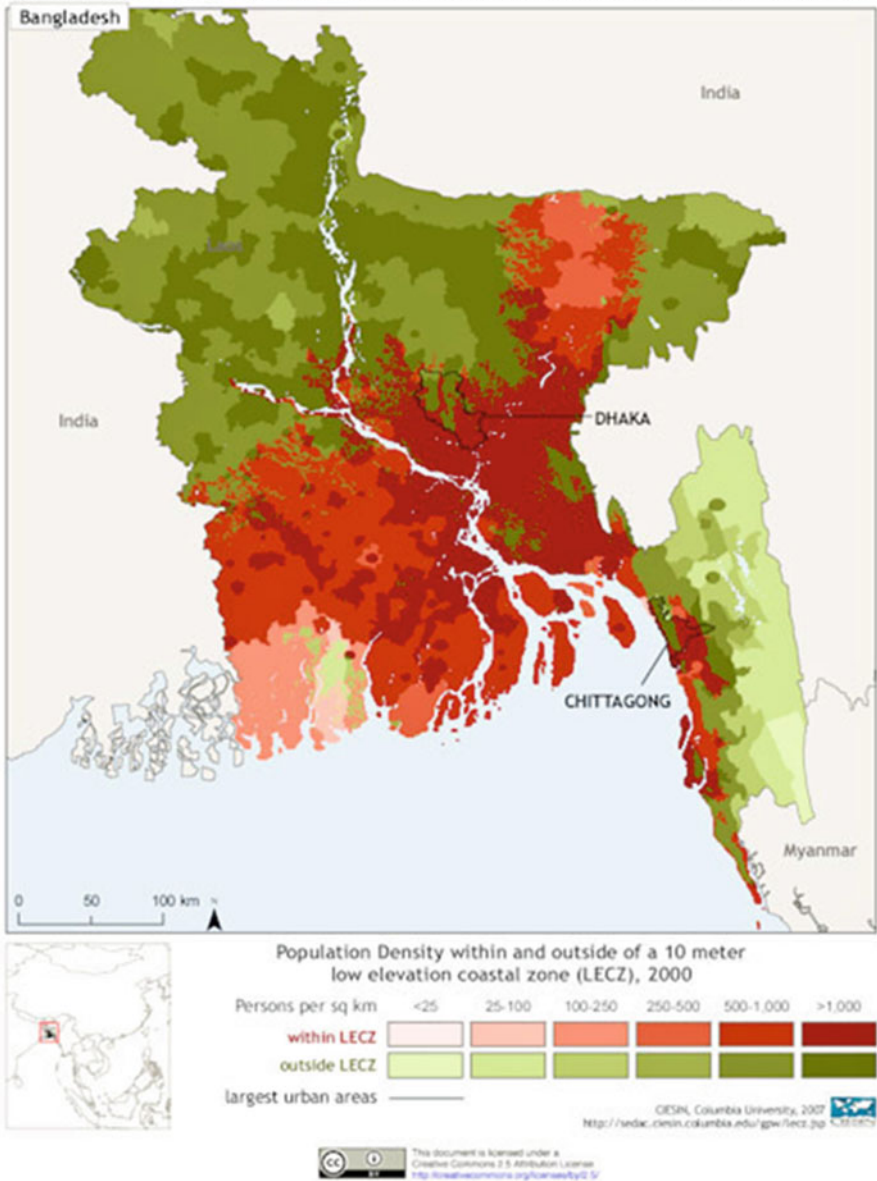 Bangladesh
India
India
DHAKA
CHITTAGONG
Myanmar
0 50 100 km N
Population Density within and outside of a 10 meter
low elevation coastal zone (LECZ), 2000
Persons per sq km <25 25-100 100-250 250-500 500-1,000 >1,000
within LECZ
outside LECZ
largest urban areas
CIESIN, Columbia University, 2007
http://sedac.ciesin.columbia.edu/gpw/lecz.jsp
CIESIN
cc
BY
This document is licensed under a
Creative Commons 2.5 Attribution License
http://creativecommons.org/licenses/by/2.5/